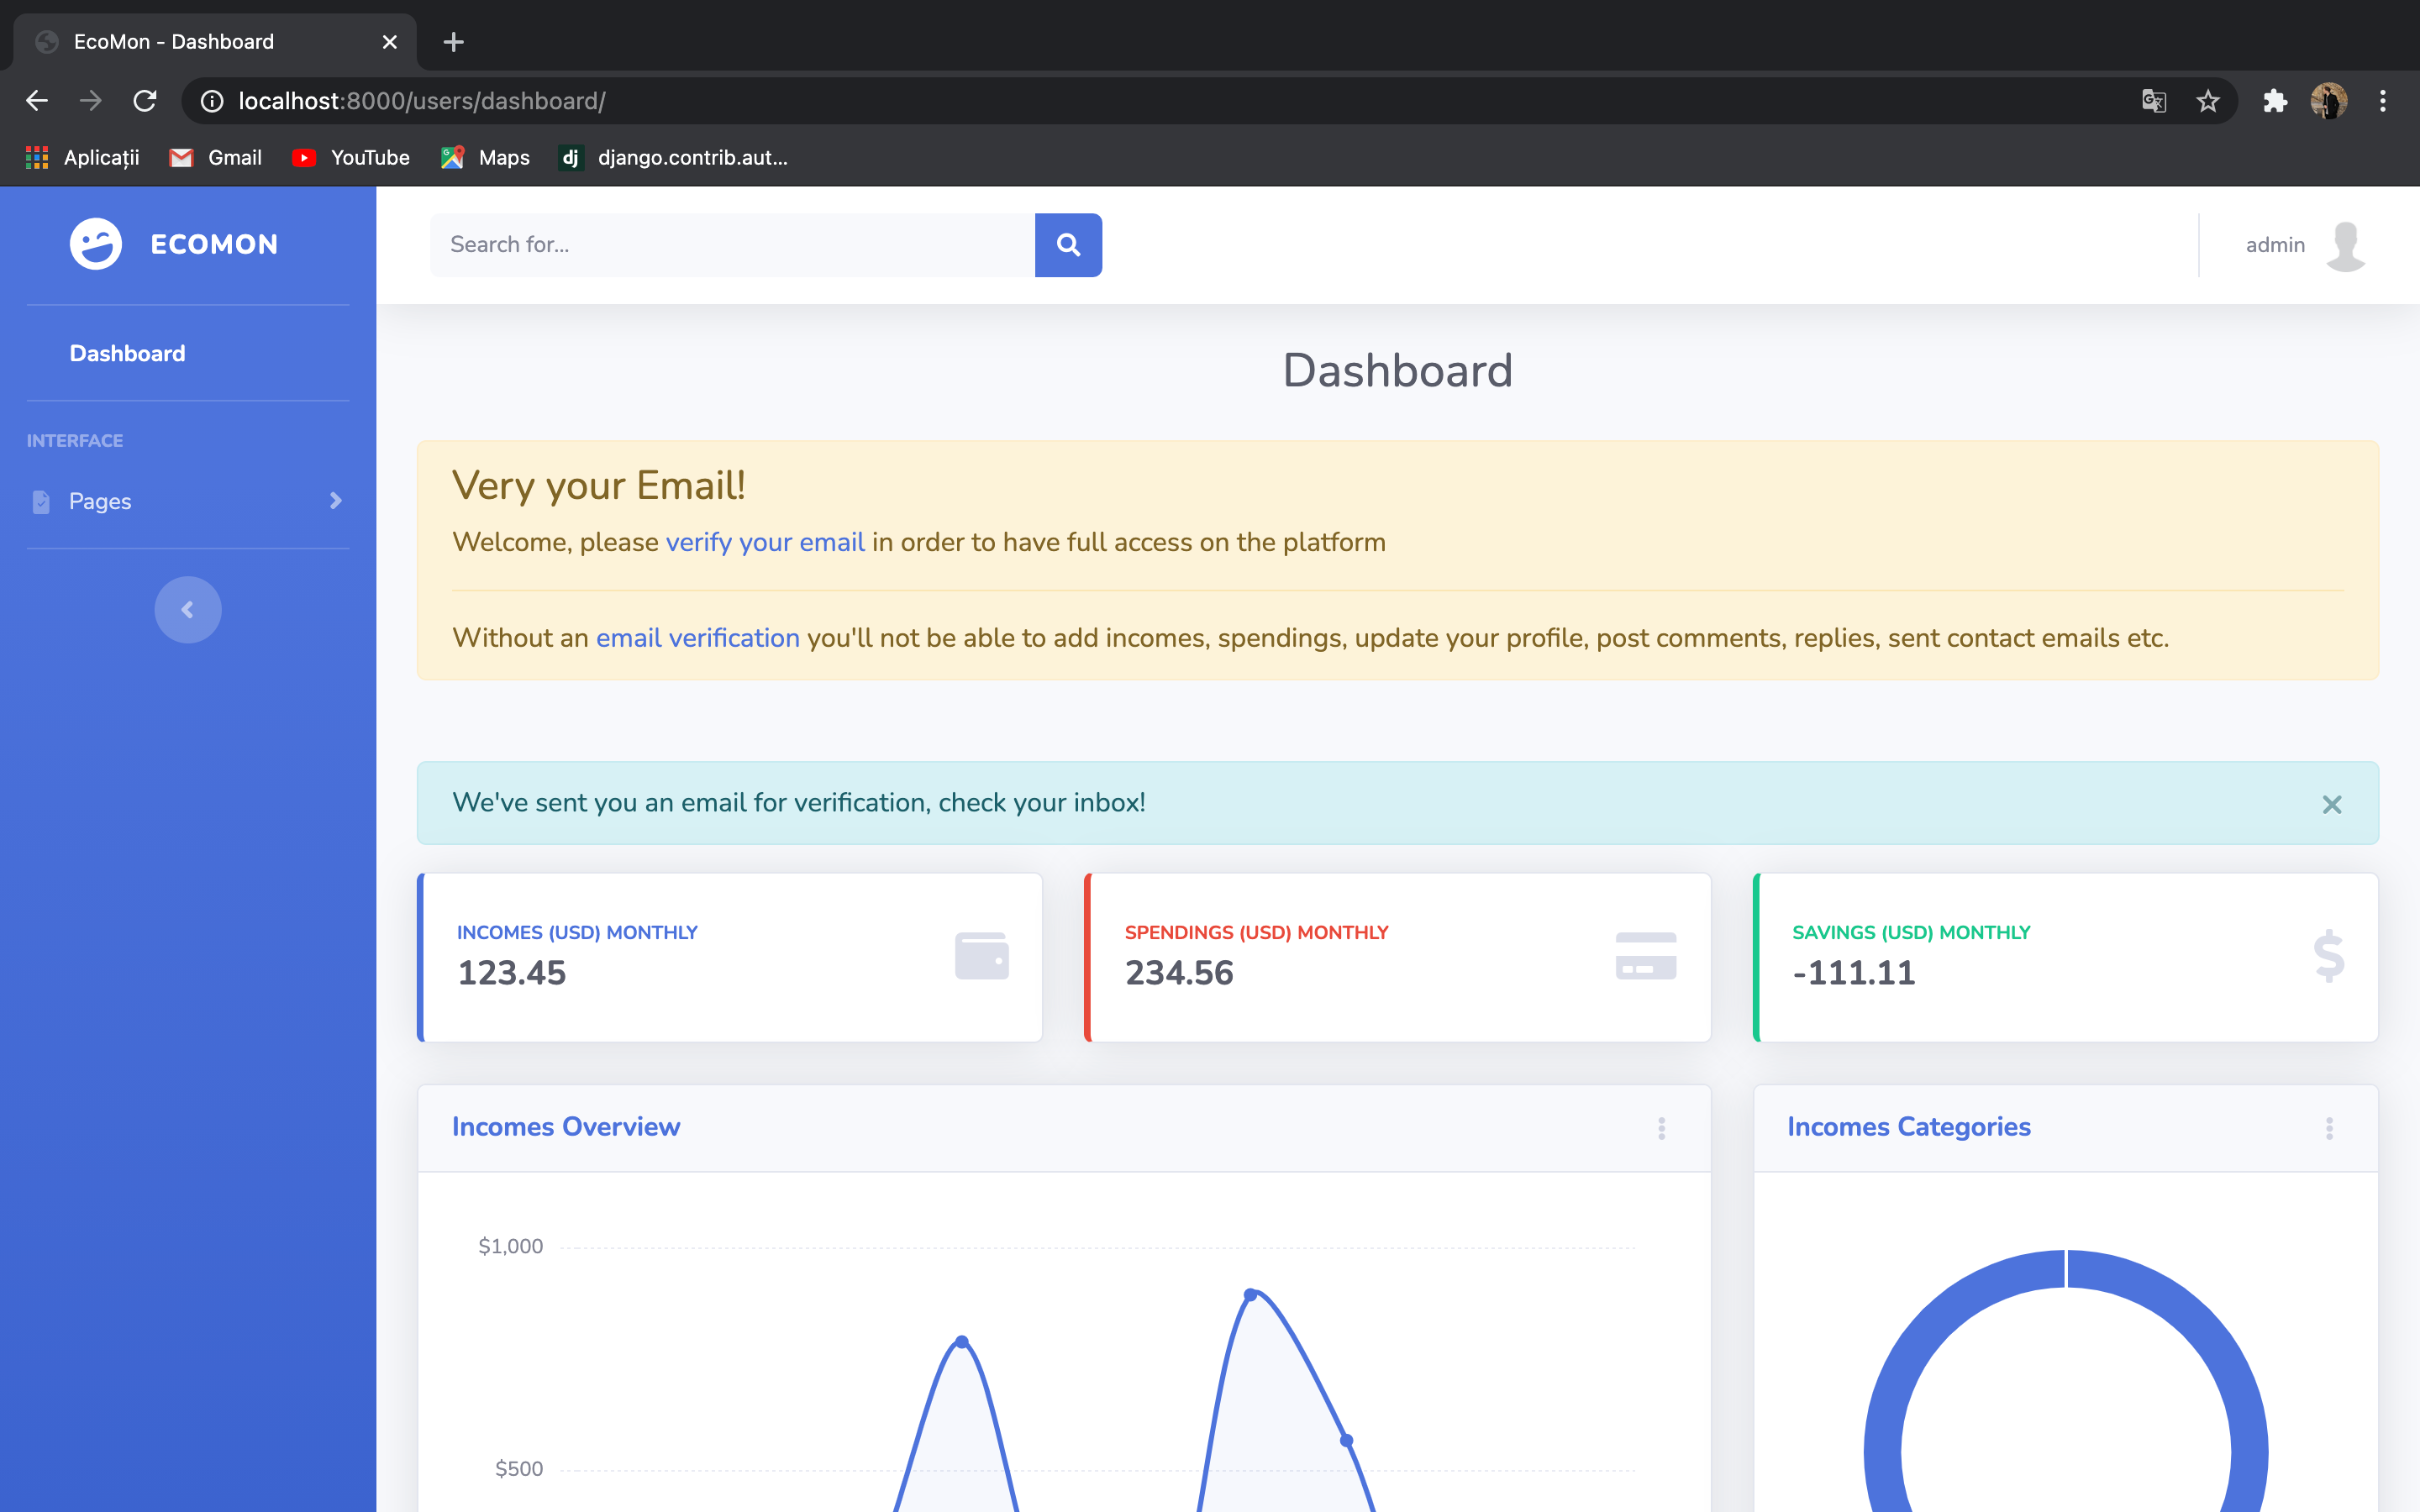 EcoMon - Dashboard
localhost:8000/users/dashboard/
Aplicații
Gmail
YouTube
Maps
dj
django.contrib.aut...
ECOMON
Search for...
admin
Dashboard
Dashboard
INTERFACE
Pages
Very your Email!
Welcome, please verify your email in order to have full access on the platform
Without an email verification you'll not be able to add incomes, spendings, update your profile, post comments, replies, sent contact emails etc.
We've sent you an email for verification, check your inbox!
INCOMES (USD) MONTHLY
123.45
SPENDINGS (USD) MONTHLY
234.56
SAVINGS (USD) MONTHLY
-111.11
Incomes Overview
Incomes Categories
$1,000
$500